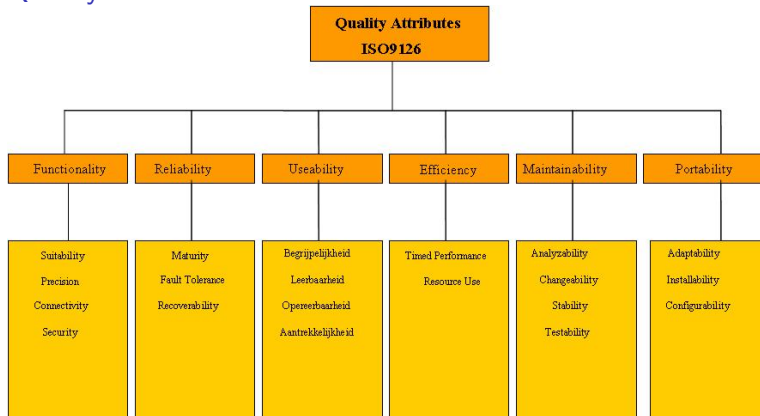 Quality Attributes
ISO9126
Functionality
Reliability
Useability
Efficiency
Maintainability
Portability
Suitability
Precision
Connectivity
Security
Maturity
Fault Tolerance
Recoverability
Begrijpelijkheid
Leerbaarheid
Opereerbaarheid
Aantrekkelijkheid
Timed Performance
Resource Use
Analyzability
Changeability
Stability
Testability
Adaptability
Installability
Configurability